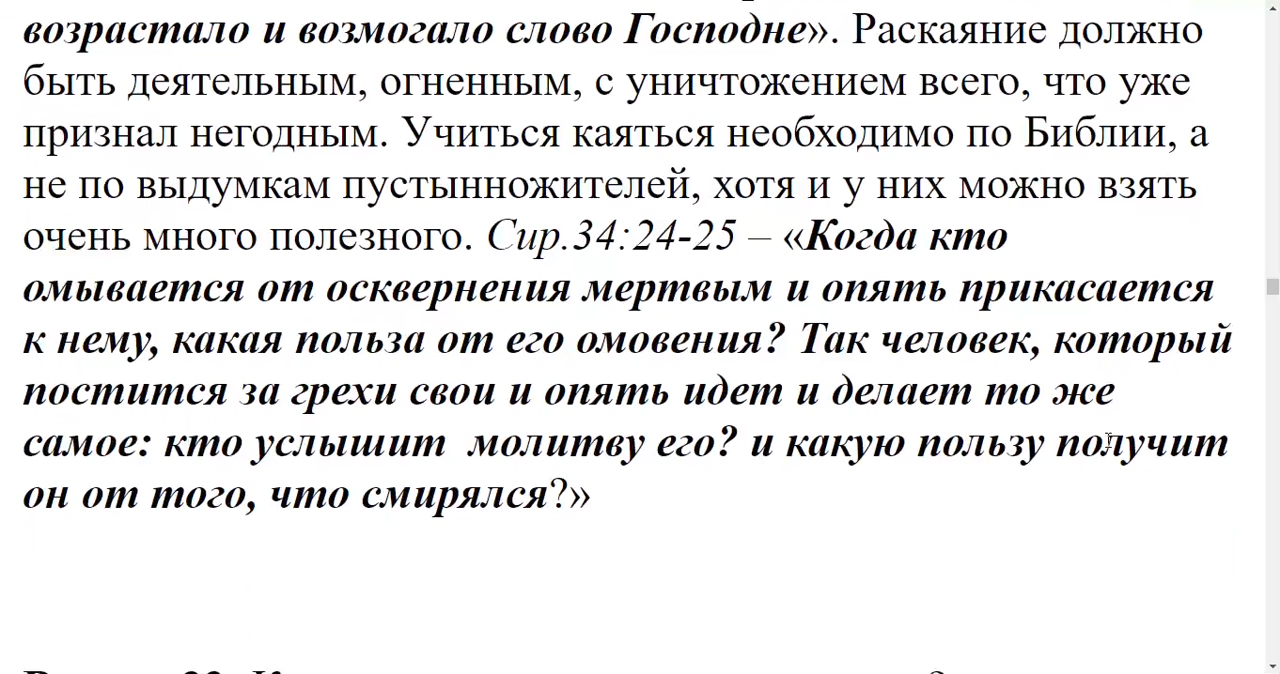 возрастало и возмогало слово Господне». Раскаяние должно
быть деятельным, огненным, с уничтожением всего, что уже
признал негодным. Учиться каяться необходимо по Библии, а
не по выдумкам пустынножителей, хотя и у них можно взять
очень много полезного. Сир.34:24-25 – «Когда кто
омывается от осквернения мертвым и опять прикасается
к нему, какая польза от его омовения? Так человек, который
постится за грехи свои и опять идет и делает то же
самое: кто услышит  молитву его? и какую пользу получит
он от того, что смирялся?»